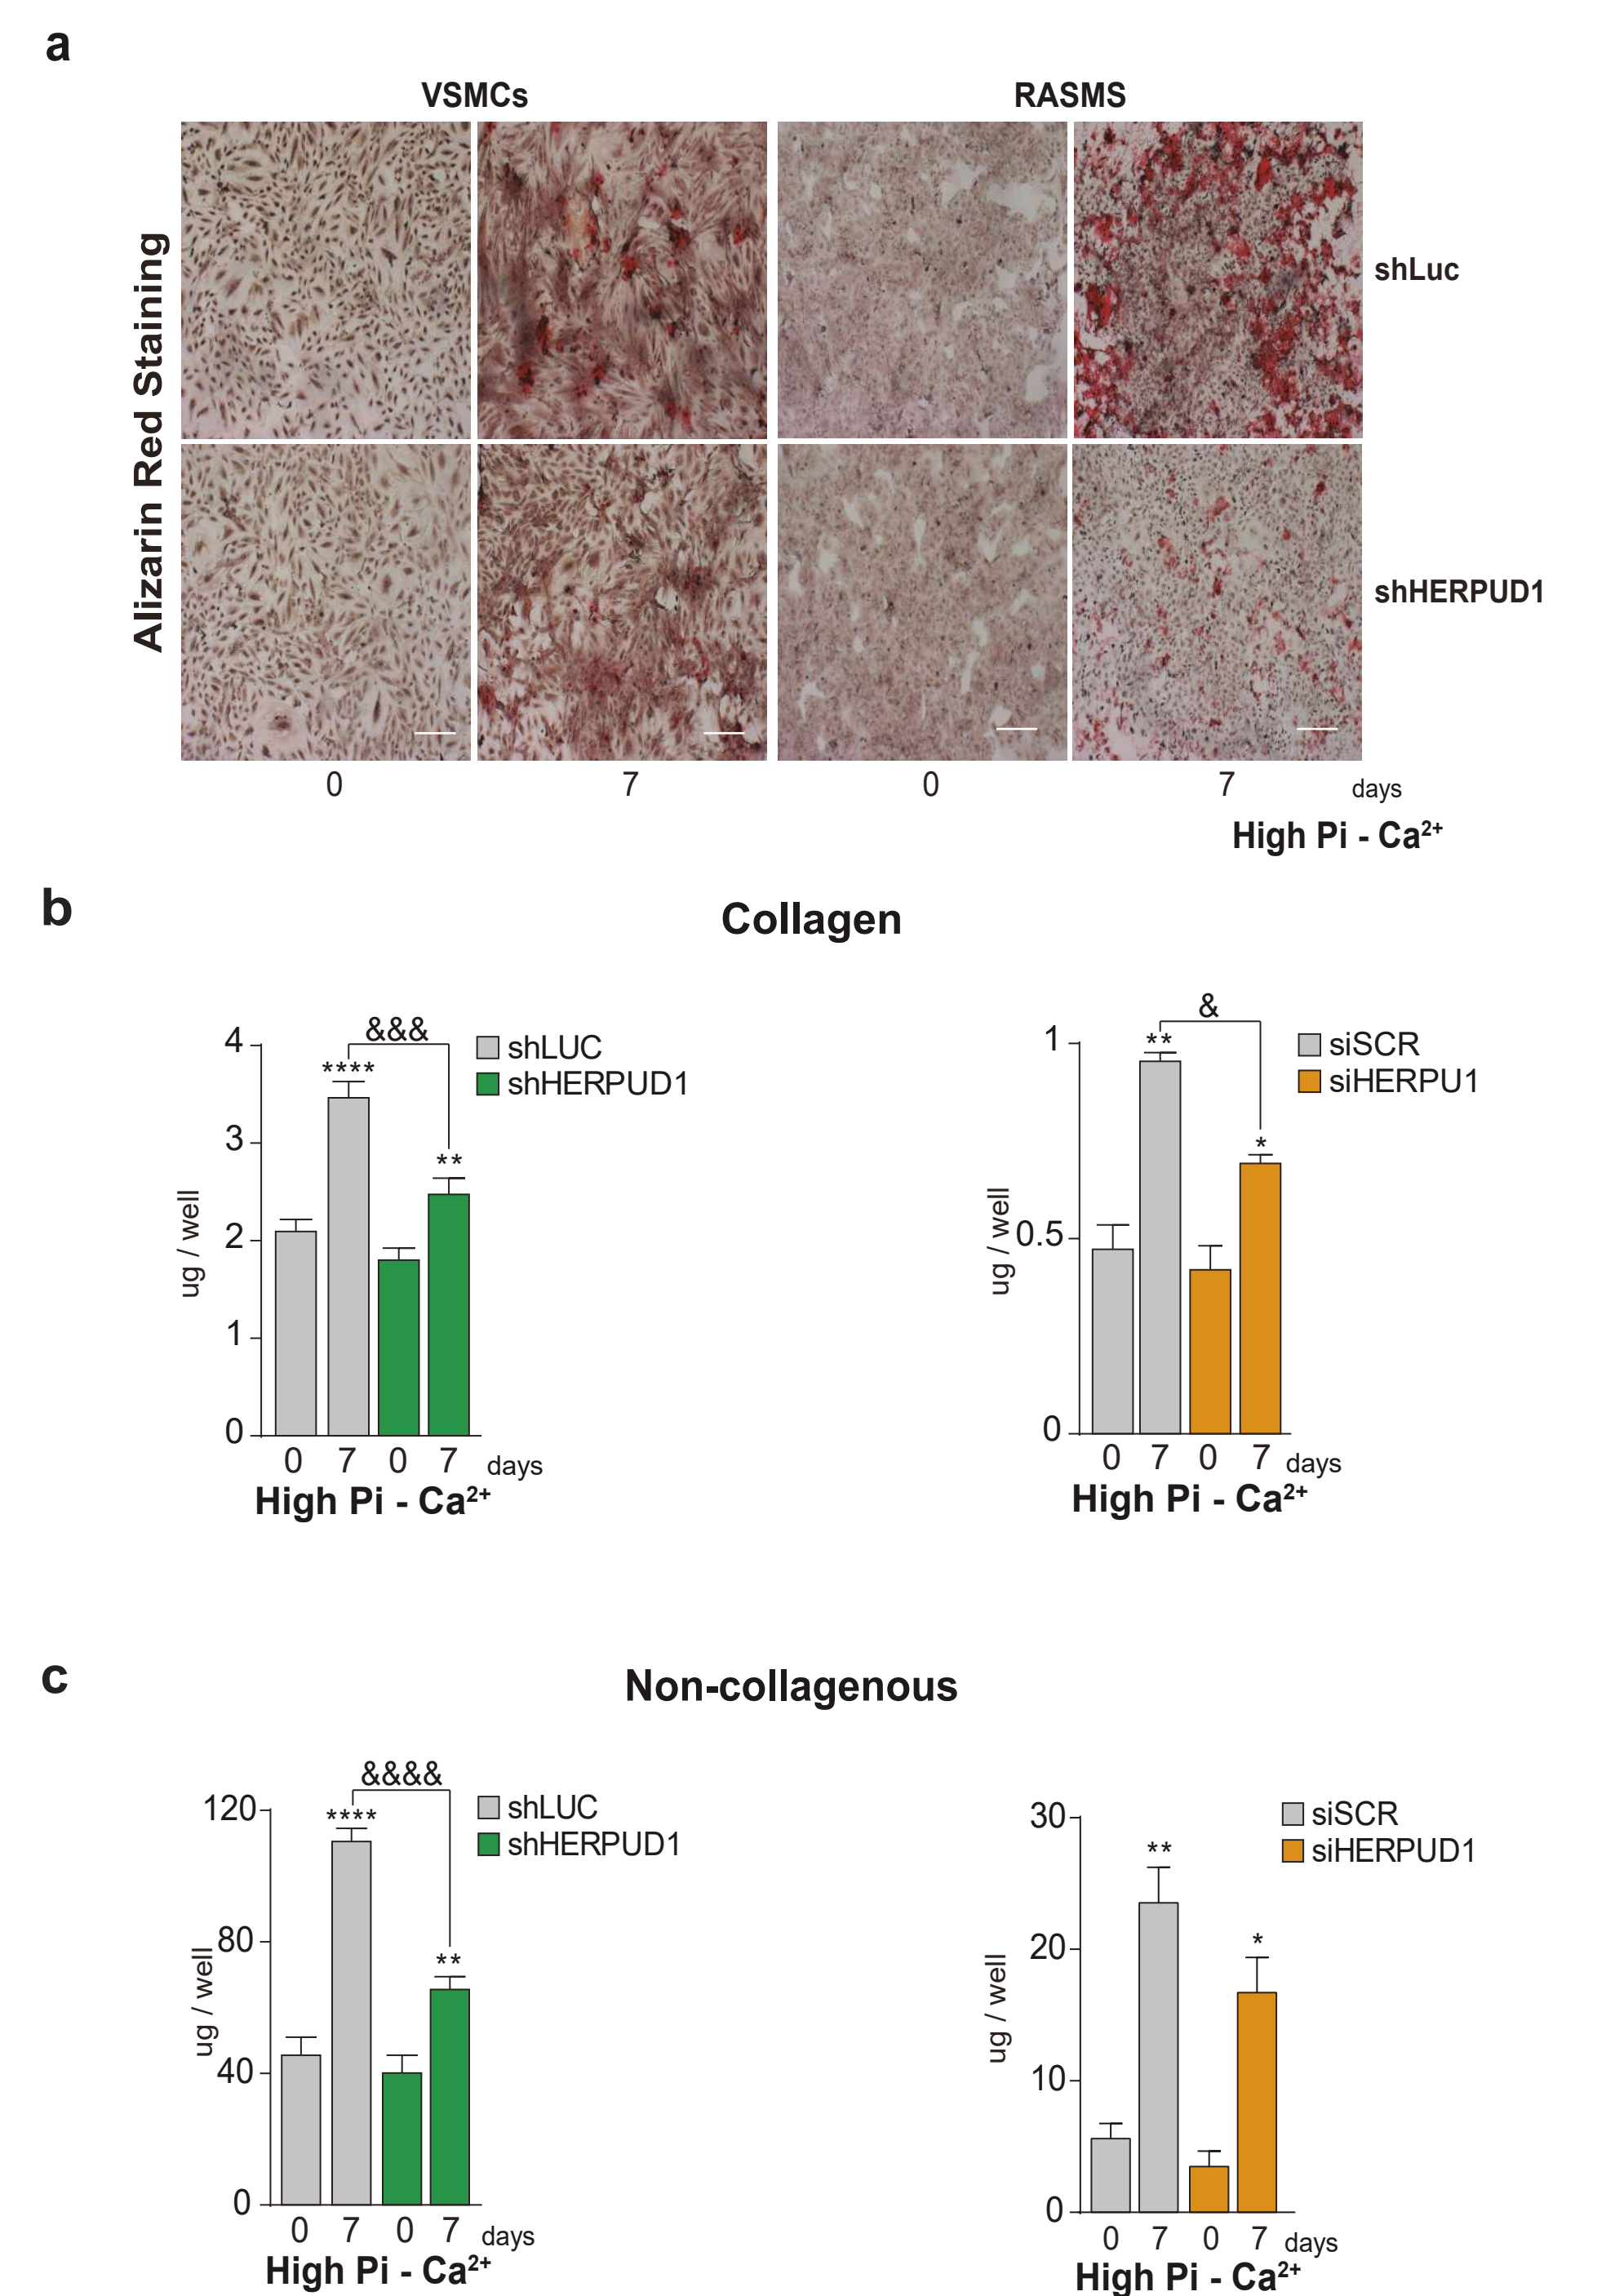 a
VSMCs RASMS
Alizarin Red Staining
shLuc
shHERPUD1
0 7 0 7 days
High Pi - Ca²⁺
b
Collagen
&&&
4
****
shLUC
shHERPUD1
3
**
ug / well
2
1
0
0 7 0 7 days
High Pi - Ca²⁺
&
1
**
siSCR
siHERPU1
*
ug / well
0.5
0
0 7 0 7 days
High Pi - Ca²⁺
c
Non-collagenous
&&&&
120
****
shLUC
shHERPUD1
80
**
ug / well
40
0
0 7 0 7 days
High Pi - Ca²⁺
30
siSCR
**
siHERPUD1
20
*
ug / well
10
0
0 7 0 7 days
High Pi - Ca²⁺